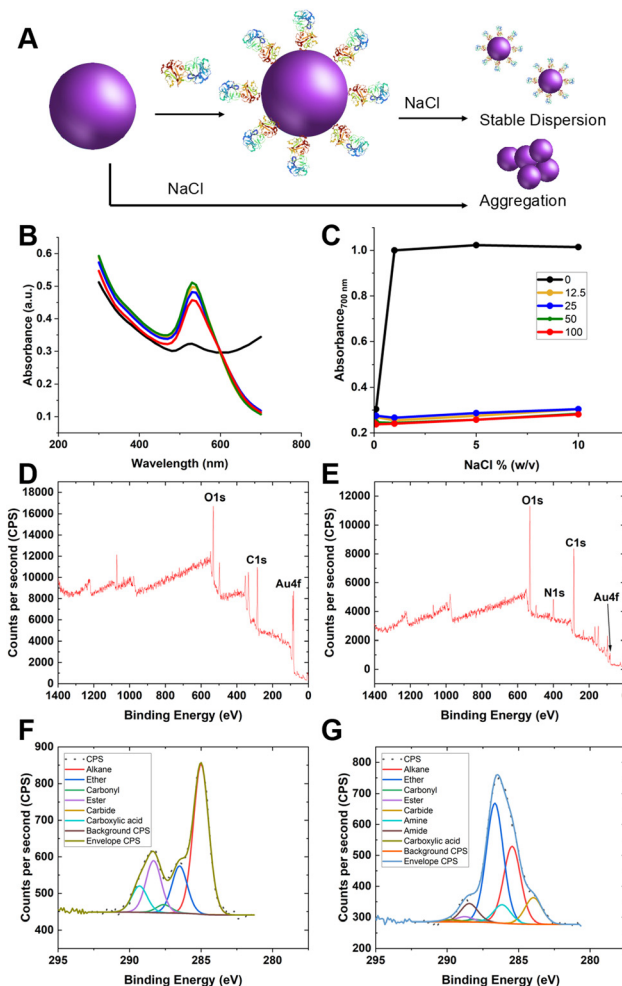 A
NaCl
Stable Dispersion
NaCl
Aggregation
B
Absorbance (a.u.)
0.6
0.5
0.4
0.3
0.2
0.1
200
400
600
800
Wavelength (nm)
C
Absorbance700 nm
1.0
0.8
0.6
0.4
0.2
0
5
10
NaCl % (w/v)
0
12.5
25
50
100
D
Counts per second (CPS)
18000
16000
14000
12000
10000
8000
6000
4000
2000
0
O1s
C1s
Au4f
1400 1200 1000 800 600 400 200 0
Binding Energy (eV)
E
Counts per second (CPS)
12000
10000
8000
6000
4000
2000
0
O1s
C1s
N1s
Au4f
1400 1200 1000 800 600 400 200 0
Binding Energy (eV)
F
Counts per second (CPS)
900
800
700
600
500
400
CPS
Alkane
Ether
Carbonyl
Ester
Carbide
Carboxylic acid
Background CPS
Envelope CPS
295 290 285 280
Binding Energy (eV)
G
Counts per second (CPS)
800
700
600
500
400
300
200
CPS
Alkane
Ether
Carbonyl
Ester
Carbide
Amine
Amide
Carboxylic acid
Background CPS
Envelope CPS
295 290 285 280
Binding Energy (eV)